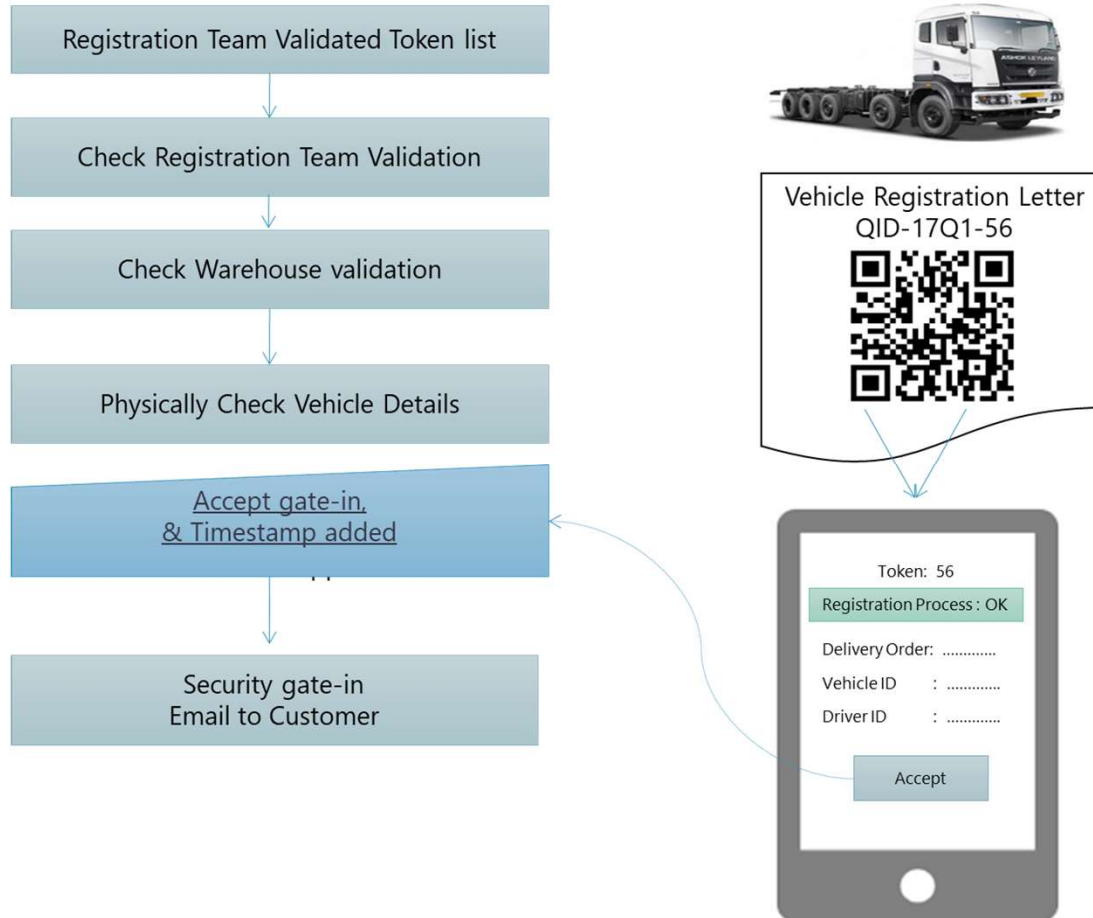 Registration Team Validated Token list
Check Registration Team Validation
Check Warehouse validation
Physically Check Vehicle Details
Accept gate-in,
& Timestamp added
Security gate-in
Email to Customer
ASHOK LEYLAND
Vehicle Registration Letter
QID-17Q1-56
Token: 56
Registration Process : OK
Delivery Order: .............
Vehicle ID : .............
Driver ID : .............
Accept